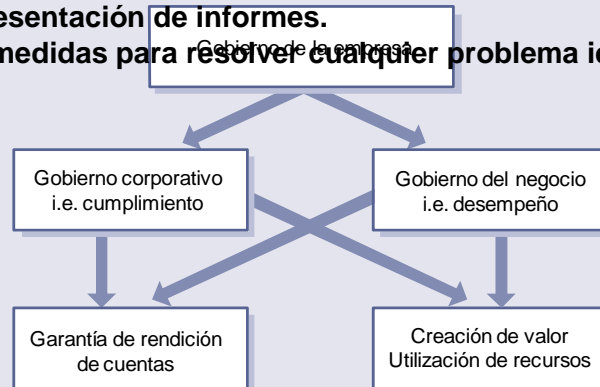 esentación de informes.
medidas para resolver cualquier problema i
Gobierno de la empresa
Gobierno corporativo
i.e. cumplimiento
Gobierno del negocio
i.e. desempeño
Garantía de rendición
de cuentas
Creación de valor
Utilización de recursos